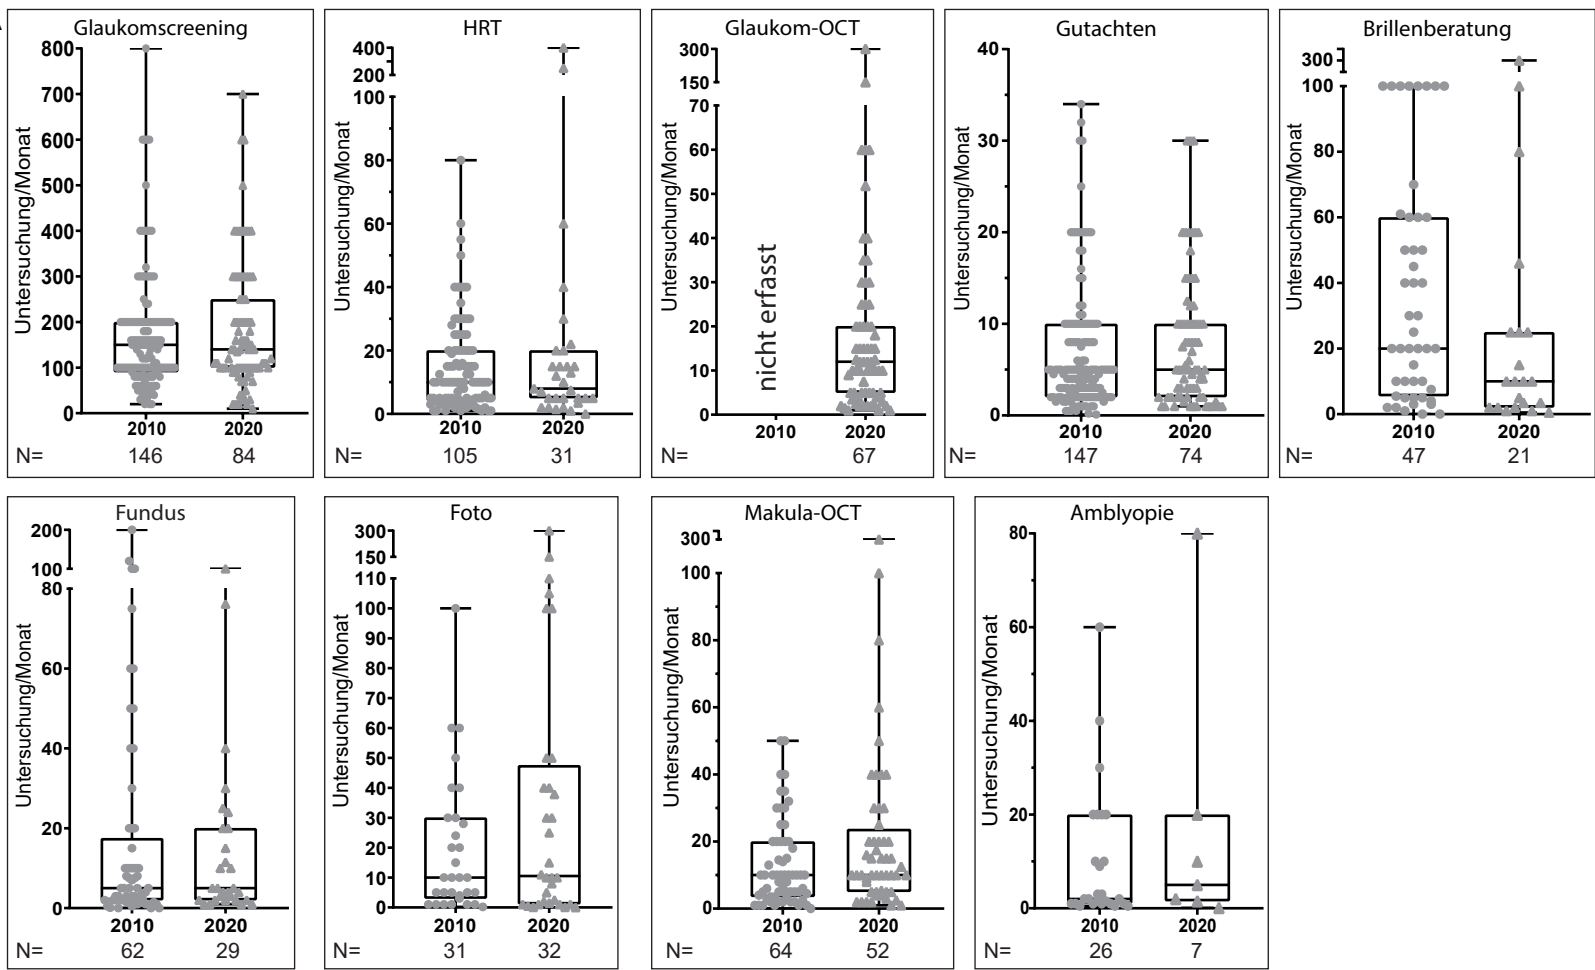 Glaukomscreening
Untersuchung/Monat
800
700
600
500
400
300
200
100
0
2010 2020
N= 146 84
HRT
Untersuchung/Monat
400
200
100
80
60
40
20
0
2010 2020
N= 105 31
Glaukom-OCT
Untersuchung/Monat
300
150
70
60
50
40
30
20
10
0
nicht erfasst
2010 2020
N= 67
Gutachten
Untersuchung/Monat
40
30
20
10
0
2010 2020
N= 147 74
Brillenberatung
Untersuchung/Monat
300
100
80
60
40
20
0
2010 2020
N= 47 21
Fundus
Untersuchung/Monat
200
100
80
60
40
20
0
2010 2020
N= 62 29
Foto
Untersuchung/Monat
300
150
110
100
90
80
70
60
50
40
30
20
10
0
2010 2020
N= 31 32
Makula-OCT
Untersuchung/Monat
300
100
80
60
40
20
0
2010 2020
N= 64 52
Amblyopie
Untersuchung/Monat
80
60
40
20
0
2010 2020
N= 26 7